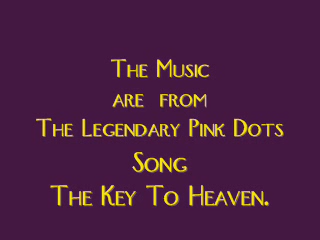 The Music
are from
The Legendary Pink Dots
Song
The Key To Heaven.